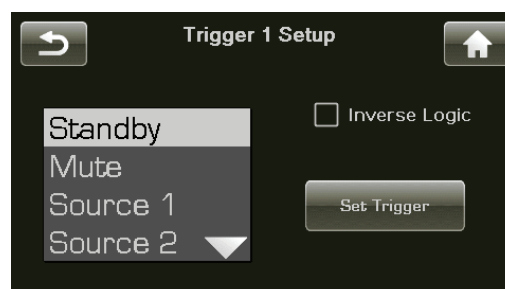 Trigger 1 Setup
Standby
Mute
Source 1
Source 2
Inverse Logic
Set Trigger